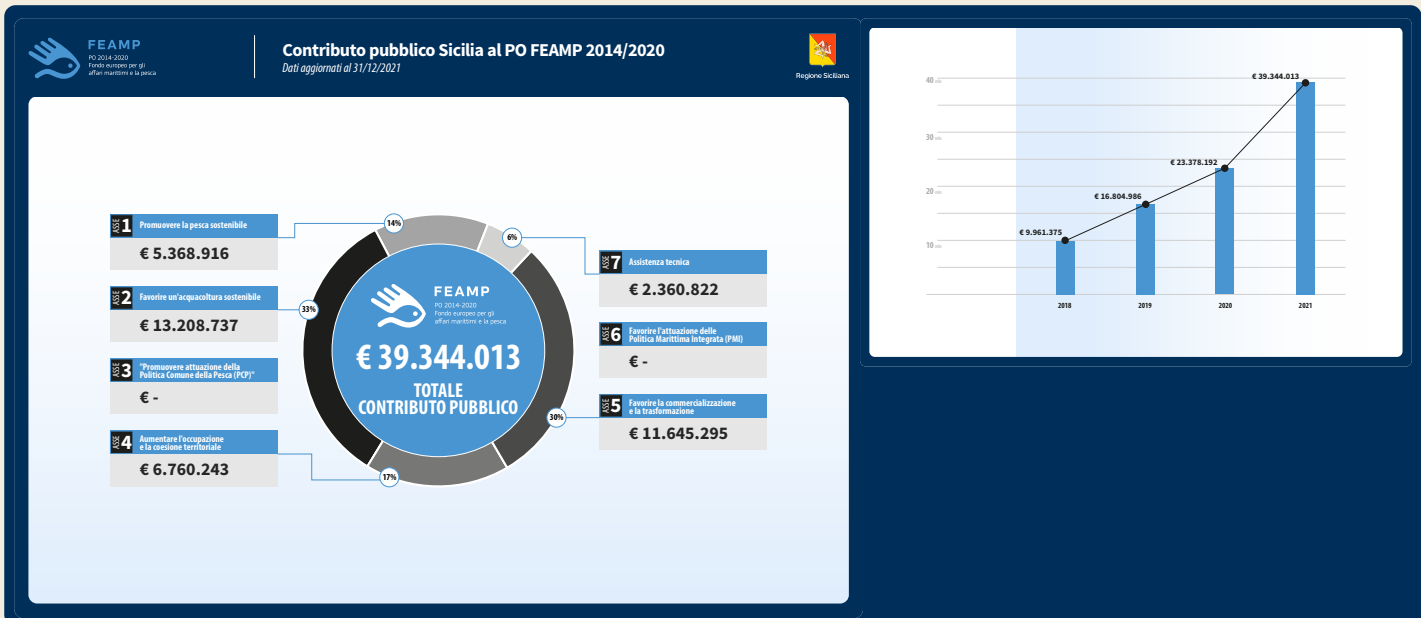 FEAMP
PO 2014-2020
Fondo europeo per gli
affari marittimi e la pesca
Contributo pubblico Sicilia al PO FEAMP 2014/2020
Dati aggiornati al 31/12/2021
Regione Siciliana
ASSE 1 Promuovere la pesca sostenibile
€ 5.368.916
ASSE 2 Favorire un'acquacoltura sostenibile
€ 13.208.737
ASSE 3 "Promuovere attuazione della
Politica Comune della Pesca (PCP)"
€ -
ASSE 4 Aumentare l'occupazione
e la coesione territoriale
€ 6.760.243
14%
6%
33%
30%
17%
FEAMP
PO 2014-2020
Fondo europeo per gli
affari marittimi e la pesca
€ 39.344.013
TOTALE
CONTRIBUTO PUBBLICO
ASSE 7 Assistenza tecnica
€ 2.360.822
ASSE 6 Favorire l'attuazione delle
Politica Marittima Integrata (PMI)
€ -
ASSE 5 Favorire la commercializzazione
e la trasformazione
€ 11.645.295
40
30
20
10
€ 9.961.375
€ 16.804.986
€ 23.378.192
€ 39.344.013
2018
2019
2020
2021